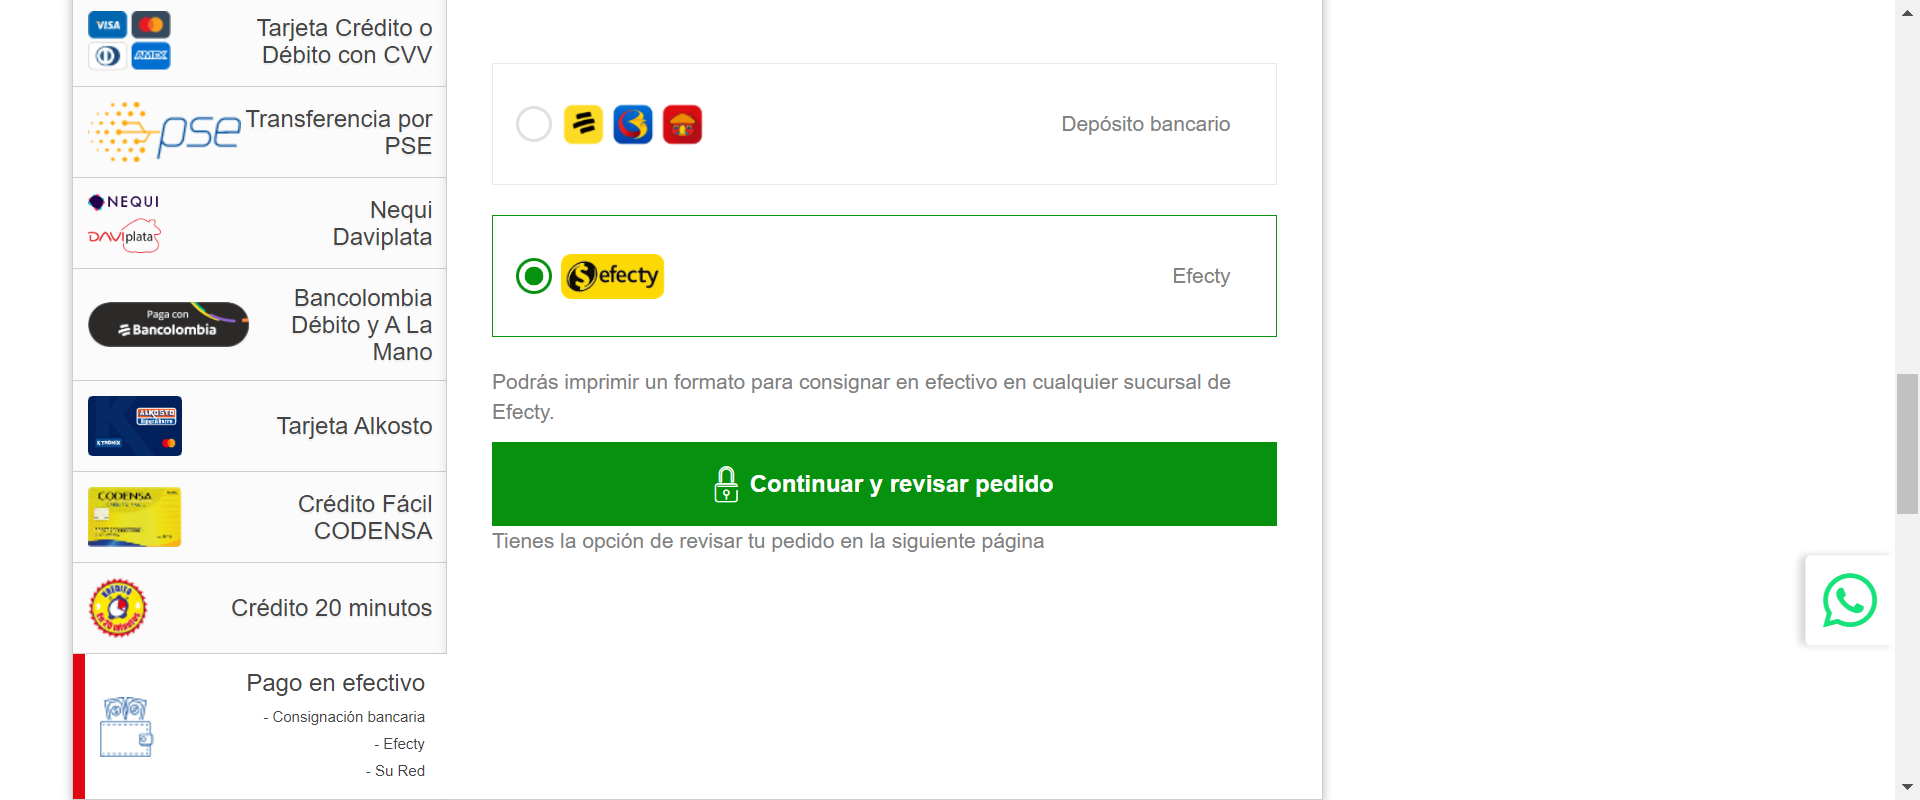 VISA
AMEX
Tarjeta Crédito o
Débito con CVV
pse
Transferencia por
PSE
NEQUI
DAVIplata
Nequi
Daviplata
Paga con
Bancolombia
Bancolombia
Débito y A La
Mano
ALKOSTO
K TRONIX
Tarjeta Alkosto
CODENSA
Crédito Fácil
CODENSA
Crédito 20 minutos
Pago en efectivo
- Consignación bancaria
- Efecty
- Su Red
Depósito bancario
efecty
Efecty
Podrás imprimir un formato para consignar en efectivo en cualquier sucursal de
Efecty.
Continuar y revisar pedido
Tienes la opción de revisar tu pedido en la siguiente página